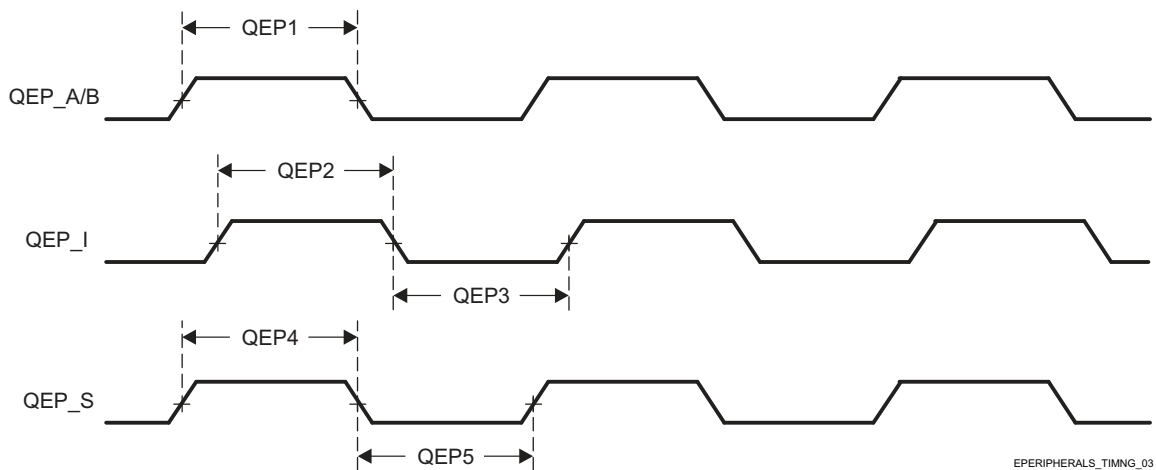 QEP1
QEP_A/B
QEP2
QEP_I
QEP3
QEP4
QEP_S
QEP5
EPERIPHERALS_TIMNG_03